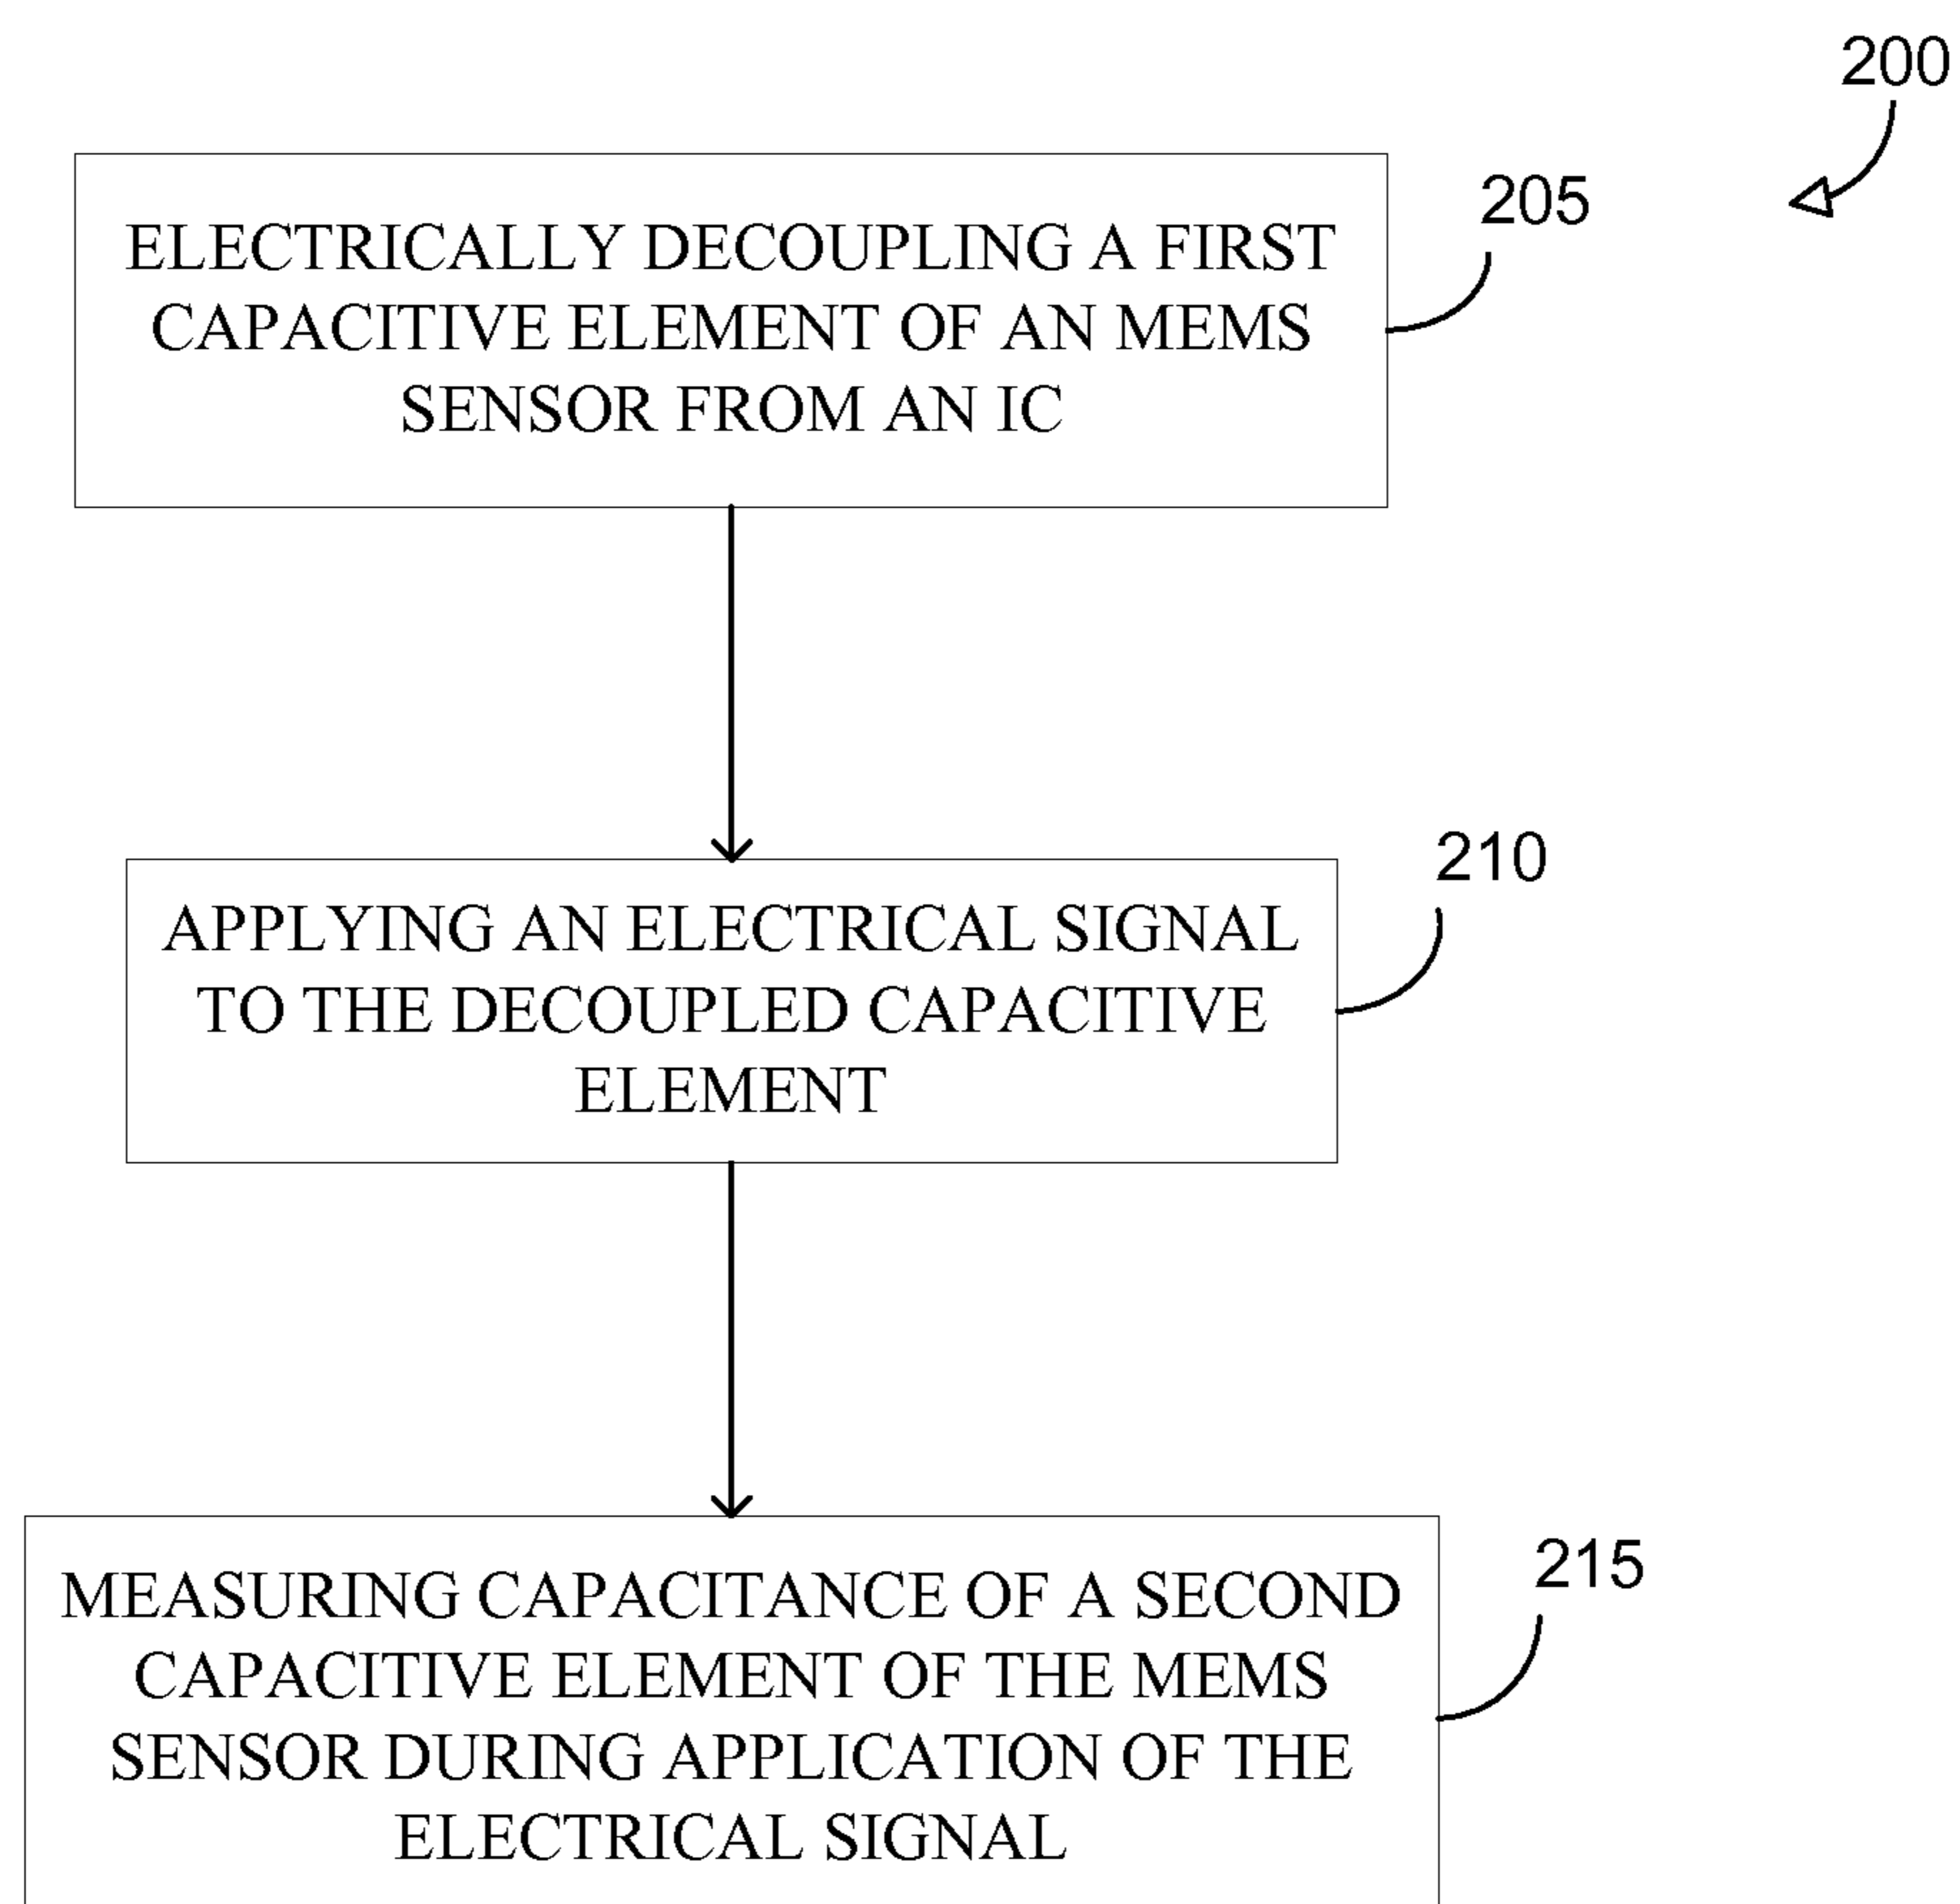 200
205
ELECTRICALLY DECOUPLING A FIRST
CAPACITIVE ELEMENT OF AN MEMS
SENSOR FROM AN IC
210
APPLYING AN ELECTRICAL SIGNAL
TO THE DECOUPLED CAPACITIVE
ELEMENT
215
MEASURING CAPACITANCE OF A SECOND
CAPACITIVE ELEMENT OF THE MEMS
SENSOR DURING APPLICATION OF THE
ELECTRICAL SIGNAL